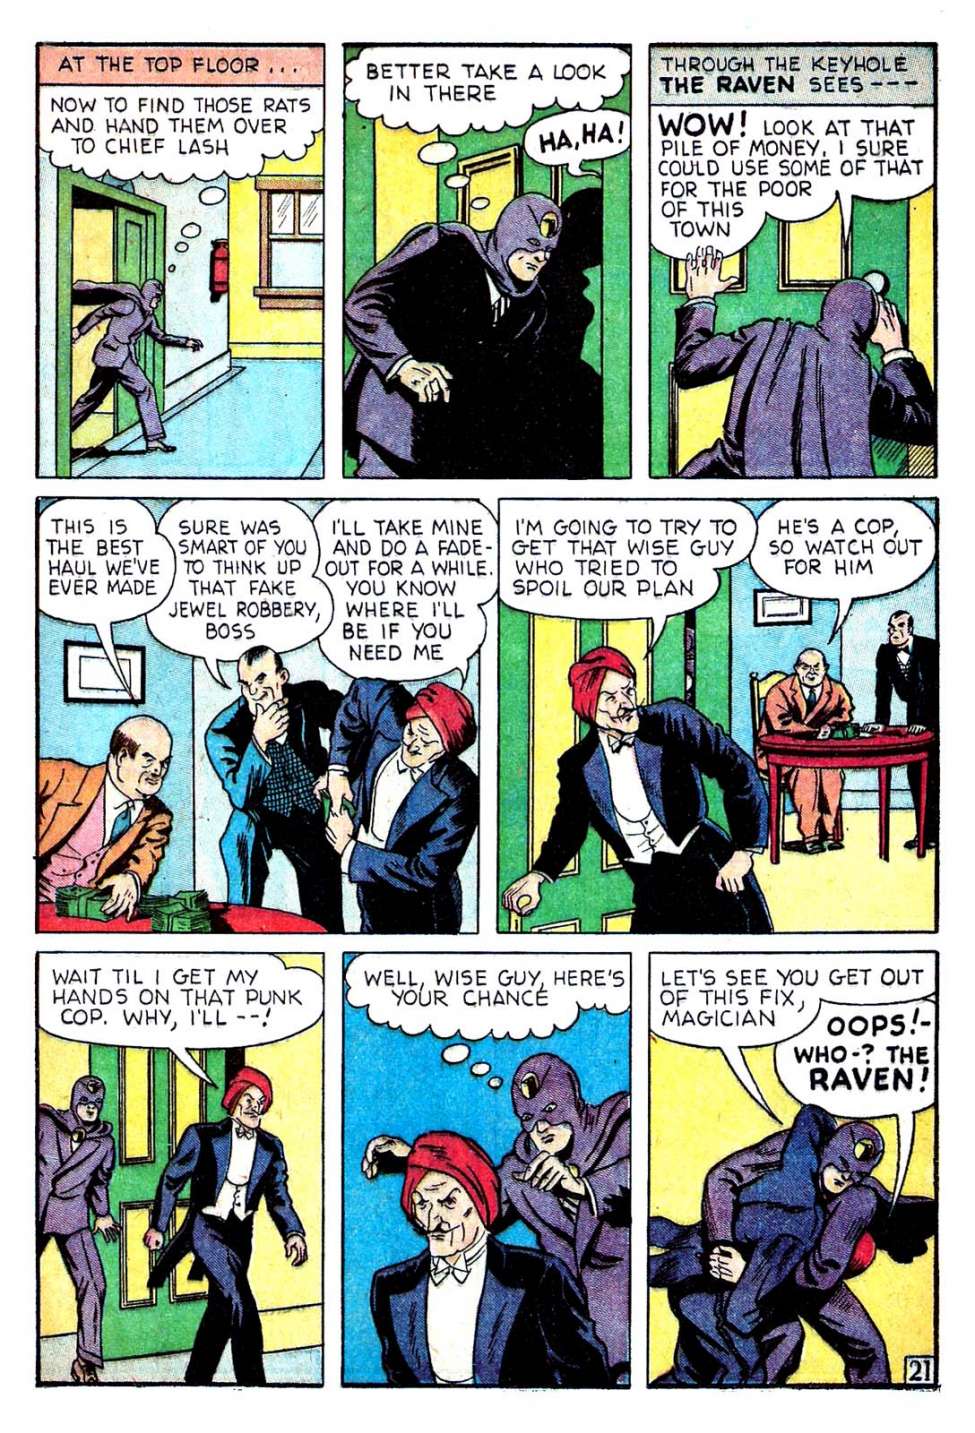 AT THE TOP FLOOR...
NOW TO FIND THOSE RATS
AND HAND THEM OVER
TO CHIEF LASH
BETTER TAKE A LOOK
IN THERE
HA, HA!
THROUGH THE KEYHOLE
THE RAVEN SEES ---
WOW! LOOK AT THAT
PILE OF MONEY, I SURE
COULD USE SOME OF THAT
FOR THE POOR
OF THIS
TOWN
THIS IS
THE BEST
HAUL WE'VE
EVER MADE
SURE WAS
SMART OF YOU
TO THINK UP
THAT FAKE
JEWEL ROBBERY,
BOSS
I'LL TAKE MINE
AND DO A FADE-
OUT FOR A WHILE.
YOU KNOW
WHERE I'LL
BE IF YOU
NEED ME
I'M GOING TO TRY TO
GET THAT WISE GUY
WHO TRIED TO
SPOIL OUR PLAN
HE'S A COP,
SO WATCH OUT
FOR HIM
WAIT TIL I GET MY
HANDS ON THAT PUNK
COP. WHY, I'LL --!
WELL, WISE GUY, HERE'S
YOUR CHANCE
LET'S SEE YOU GET OUT
OF THIS FIX,
MAGICIAN
OOPS!-
WHO-? THE
RAVEN!
21